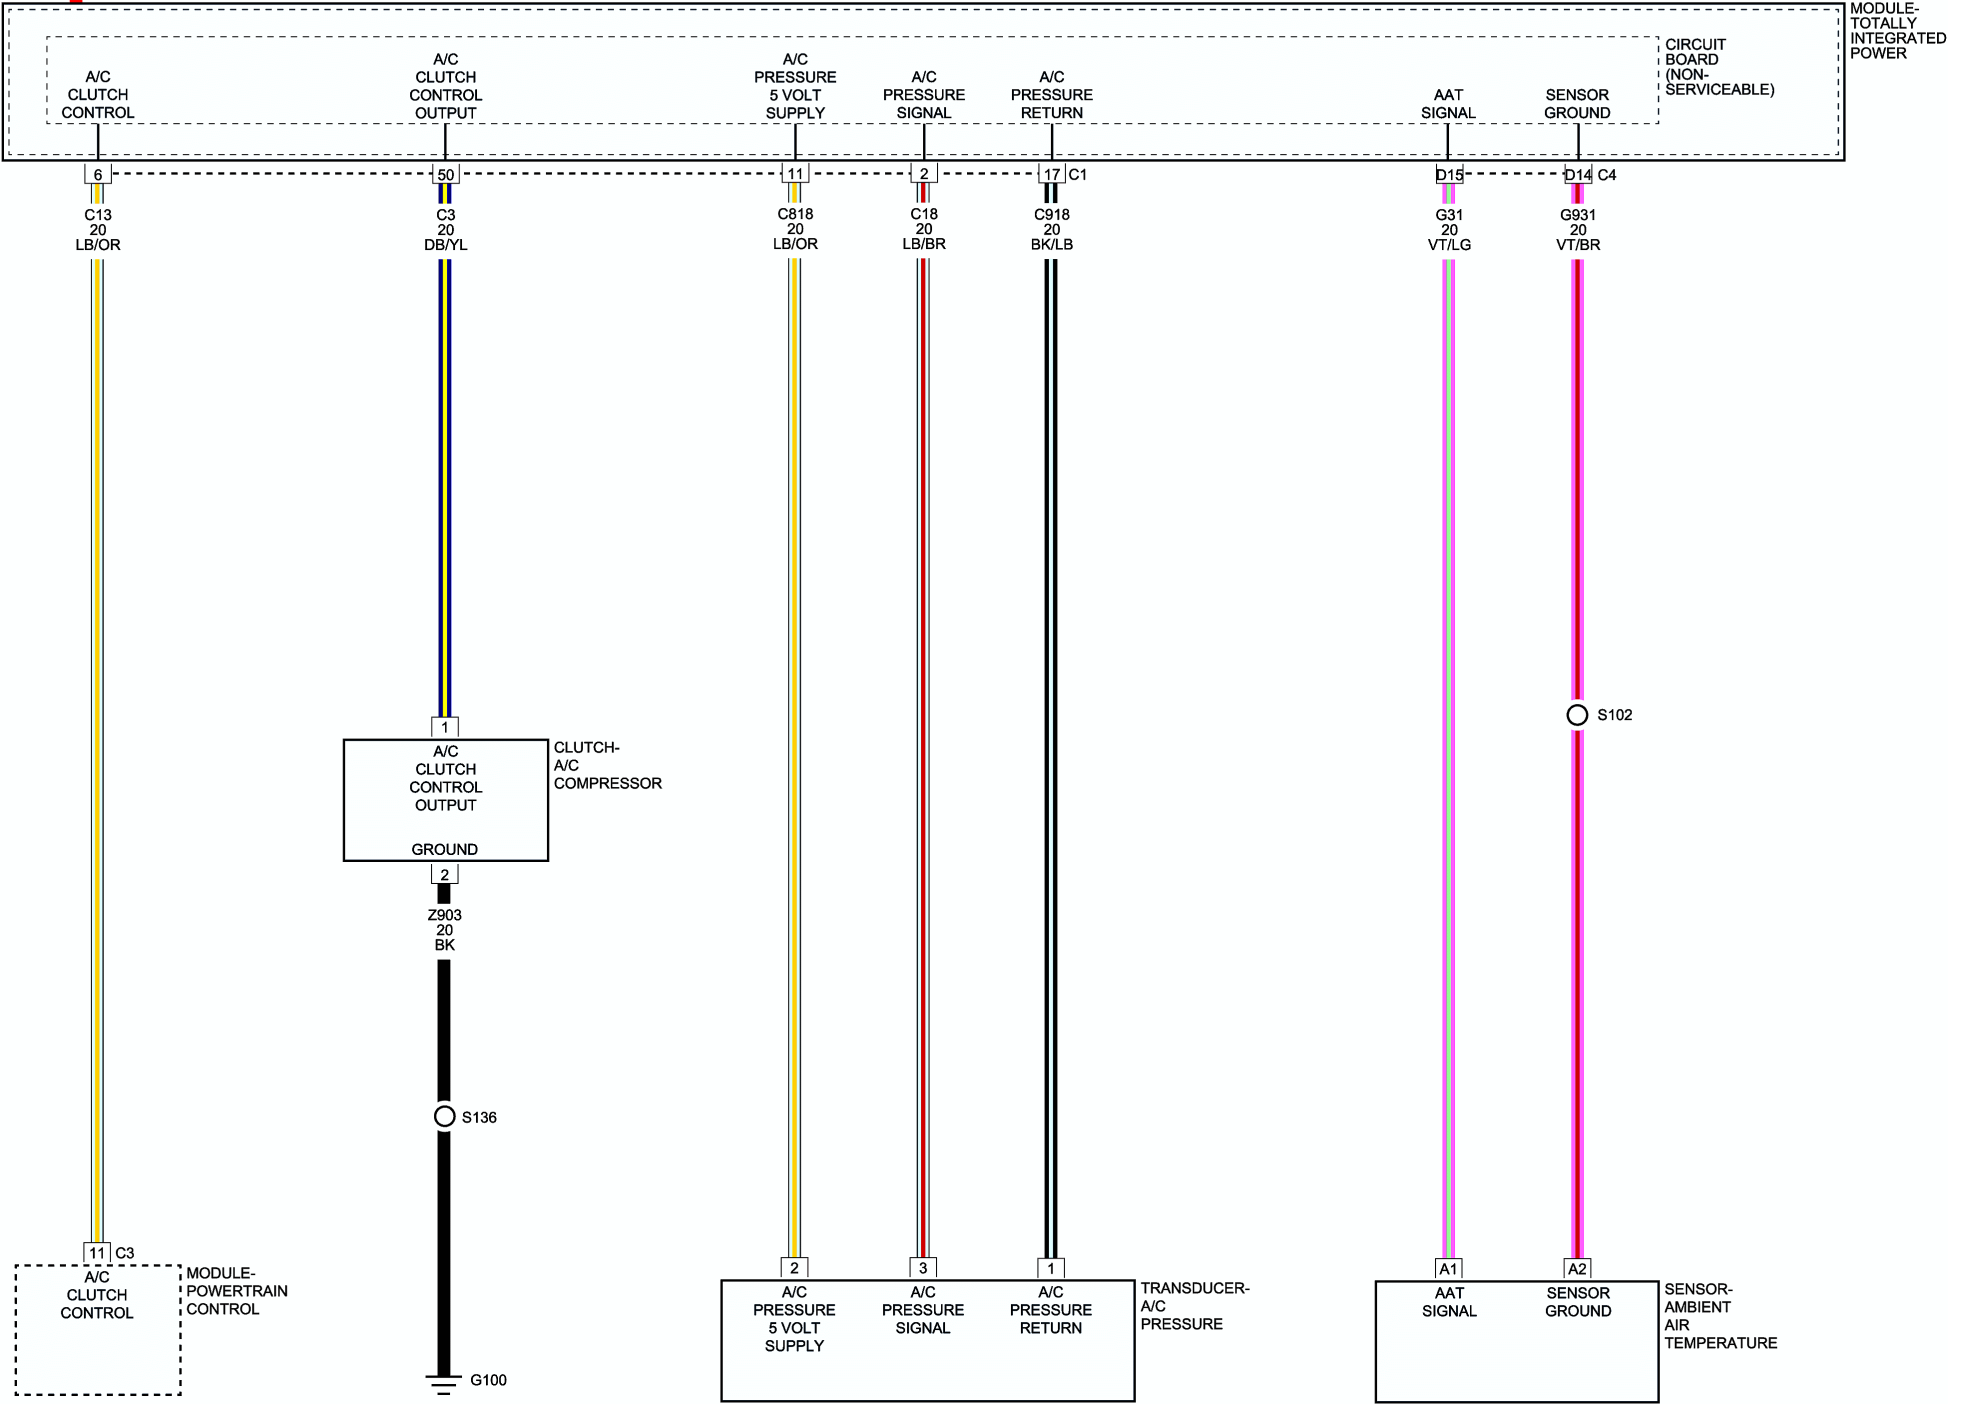 MODULE-
TOTALLY
INTEGRATED
POWER
CIRCUIT
BOARD
(NON-
SERVICEABLE)
A/C
CLUTCH
CONTROL
A/C
CLUTCH
CONTROL
OUTPUT
A/C
PRESSURE
5 VOLT
SUPPLY
A/C
PRESSURE
SIGNAL
A/C
PRESSURE
RETURN
AAT
SIGNAL
SENSOR
GROUND
6
50
11
2
17
C1
D15
D14
C4
C13
20
LB/OR
C3
20
DB/YL
C818
20
LB/OR
C18
20
LB/BR
C918
20
BK/LB
G31
20
VT/LG
G931
20
VT/BR
S102
1
A/C
CLUTCH
CONTROL
OUTPUT
GROUND
CLUTCH-
A/C
COMPRESSOR
2
Z903
20
BK
S136
G100
11
C3
A/C
CLUTCH
CONTROL
MODULE-
POWERTRAIN
CONTROL
2
3
1
A/C
PRESSURE
5 VOLT
SUPPLY
A/C
PRESSURE
SIGNAL
A/C
PRESSURE
RETURN
TRANSDUCER-
A/C
PRESSURE
A1
A2
AAT
SIGNAL
SENSOR
GROUND
SENSOR-
AMBIENT
AIR
TEMPERATURE